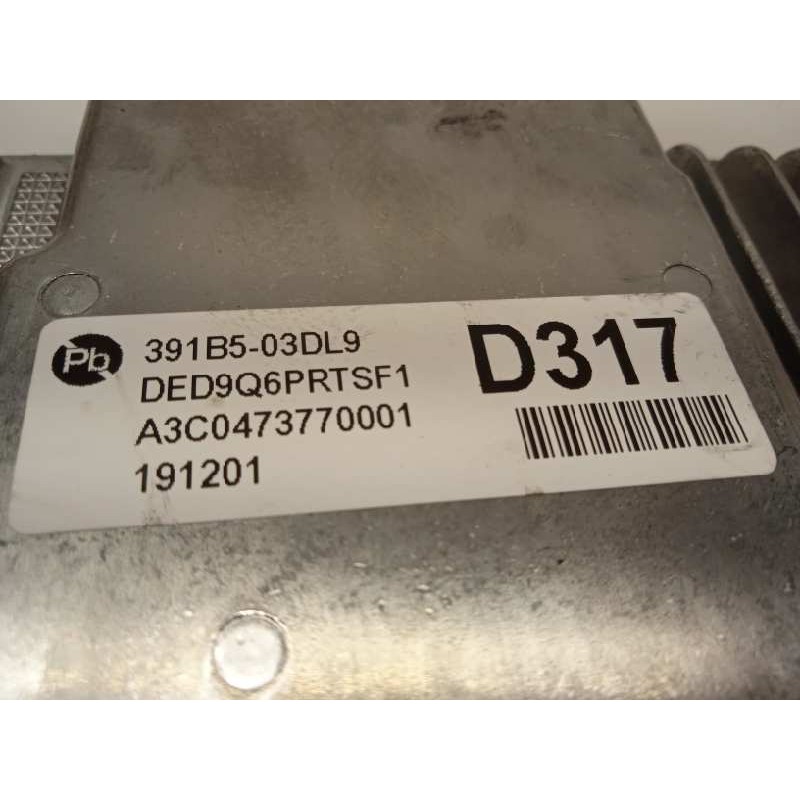 Pb
391B5-03DL9
D317
DED9Q6PRTSF1
A3C0473770001
191201